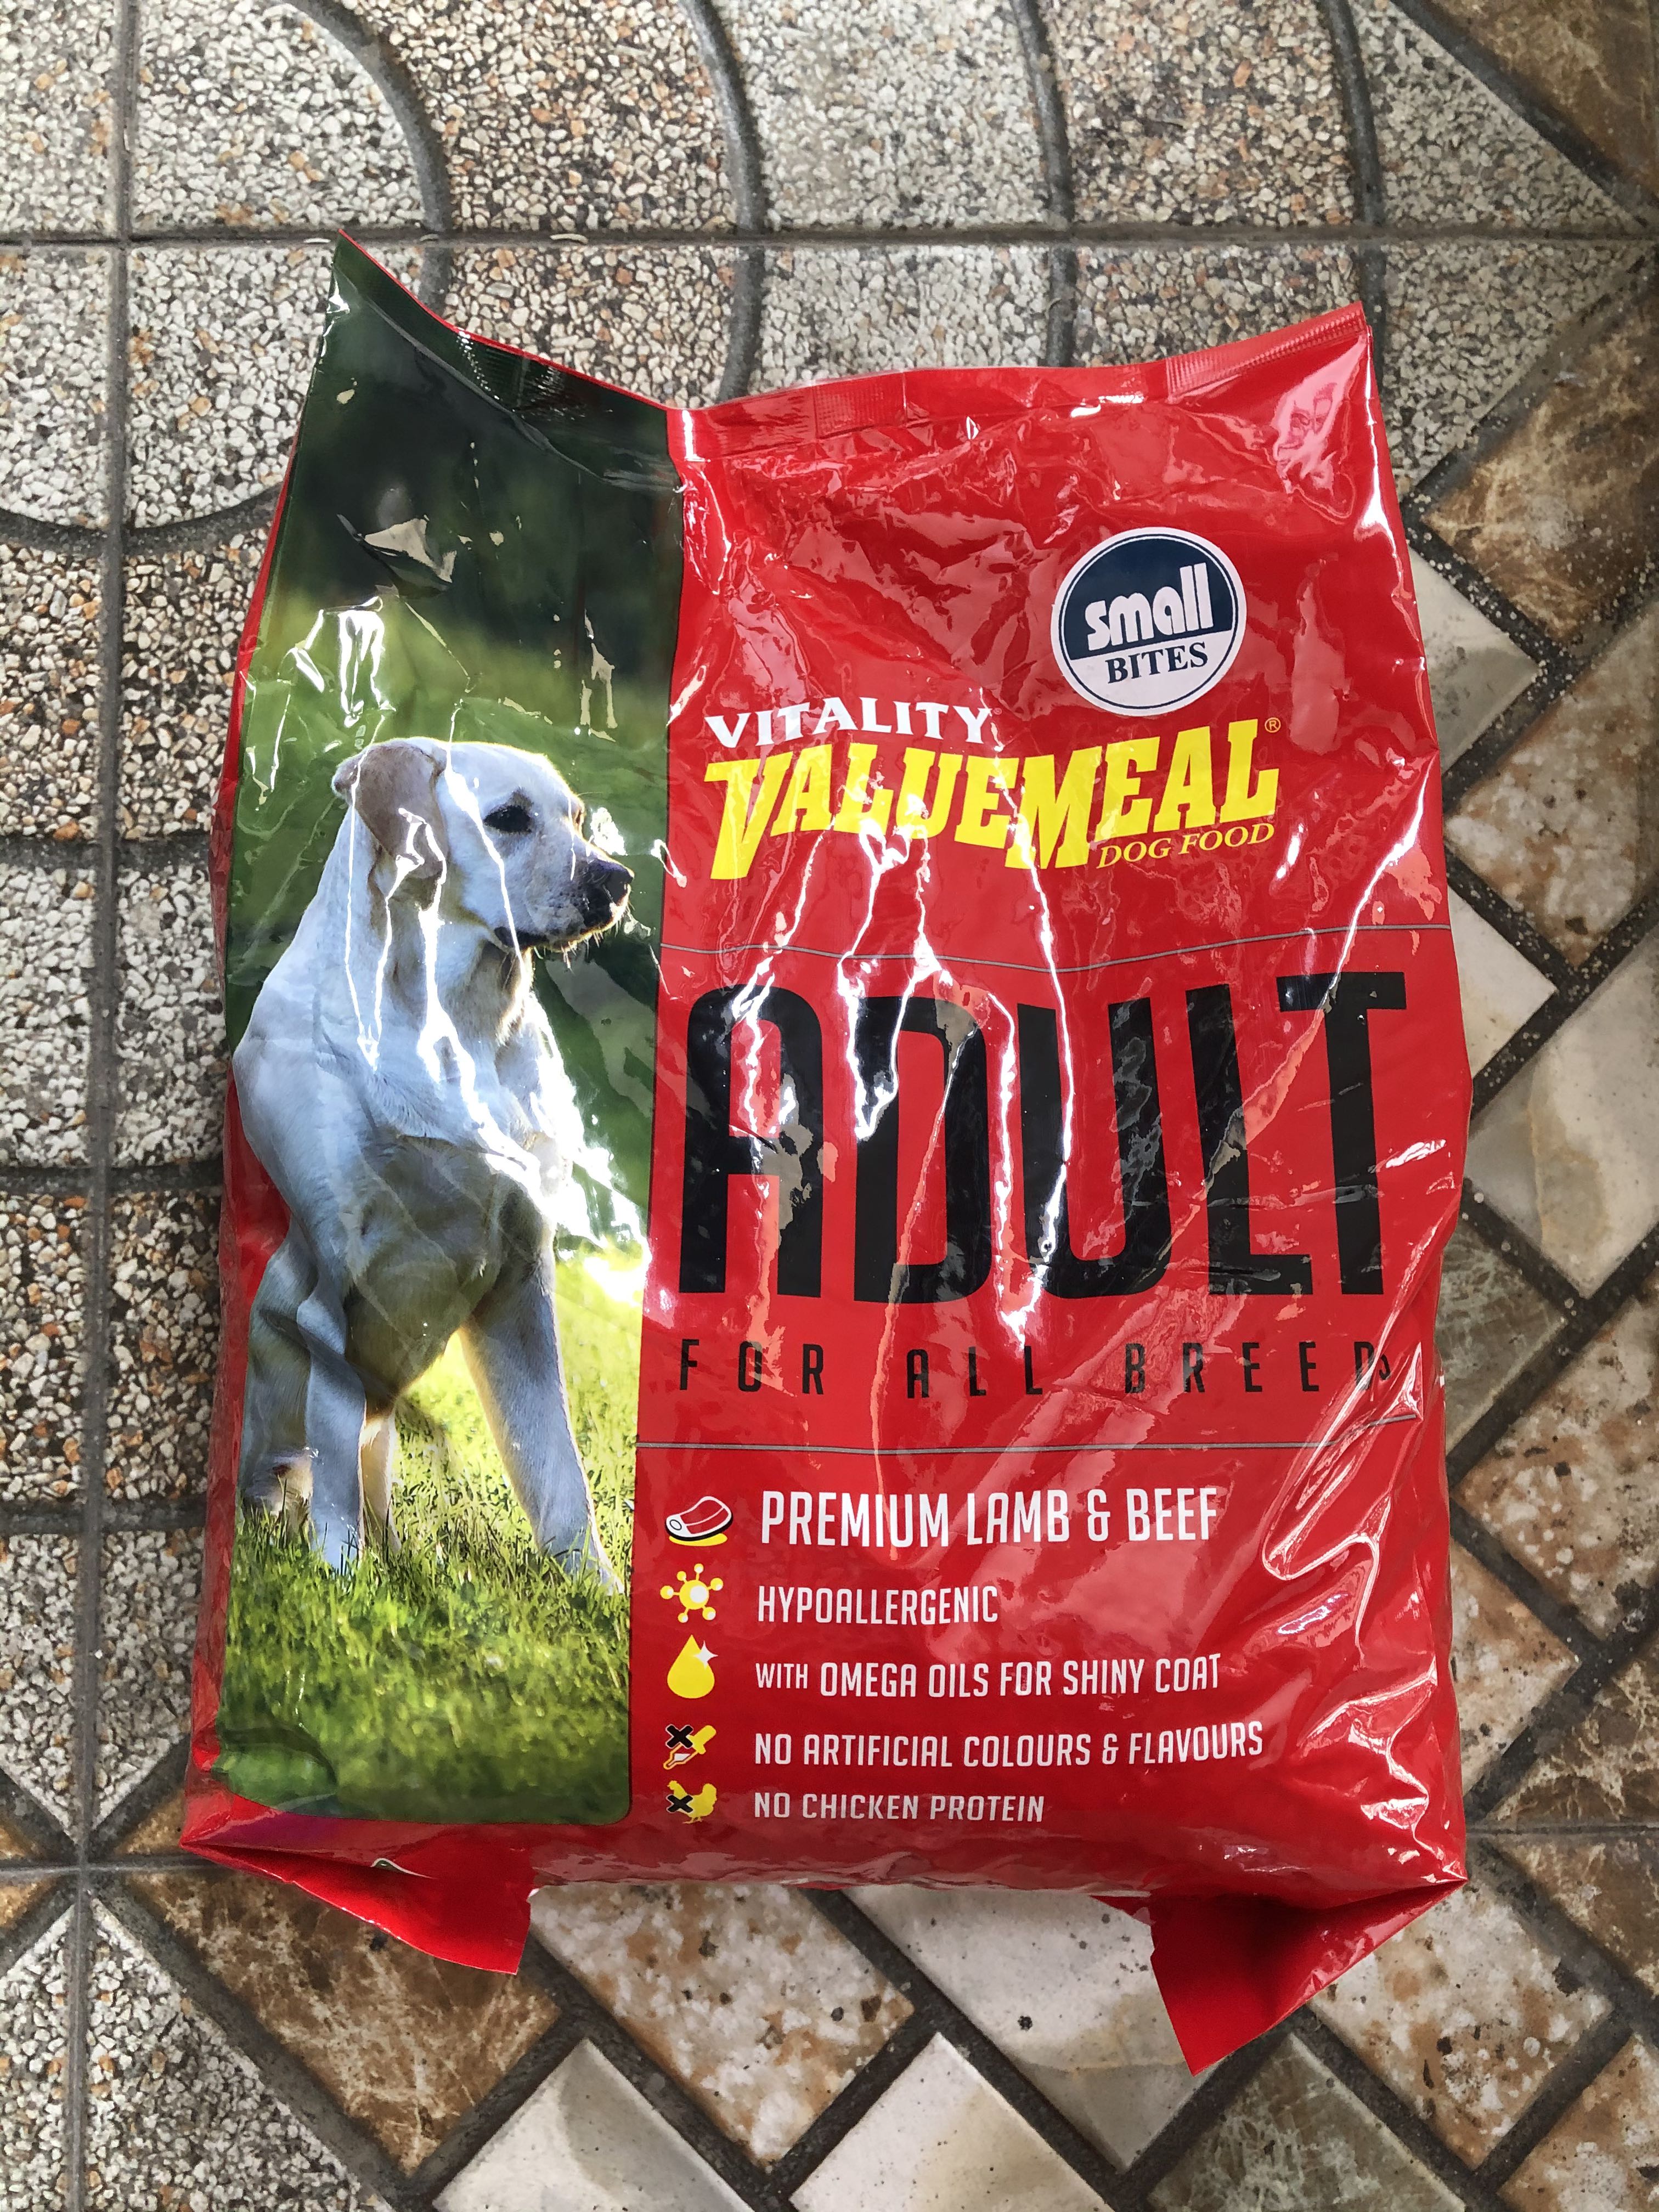 small
BITES
VITALITY
VALUEMEAL®
DOG FOOD
ADULT
FOR ALL BREEDS
PREMIUM LAMB & BEEF
HYPOALLERGENIC
WITH OMEGA OILS FOR SHINY COAT
NO ARTIFICIAL COLOURS & FLAVOURS
NO CHICKEN PROTEIN